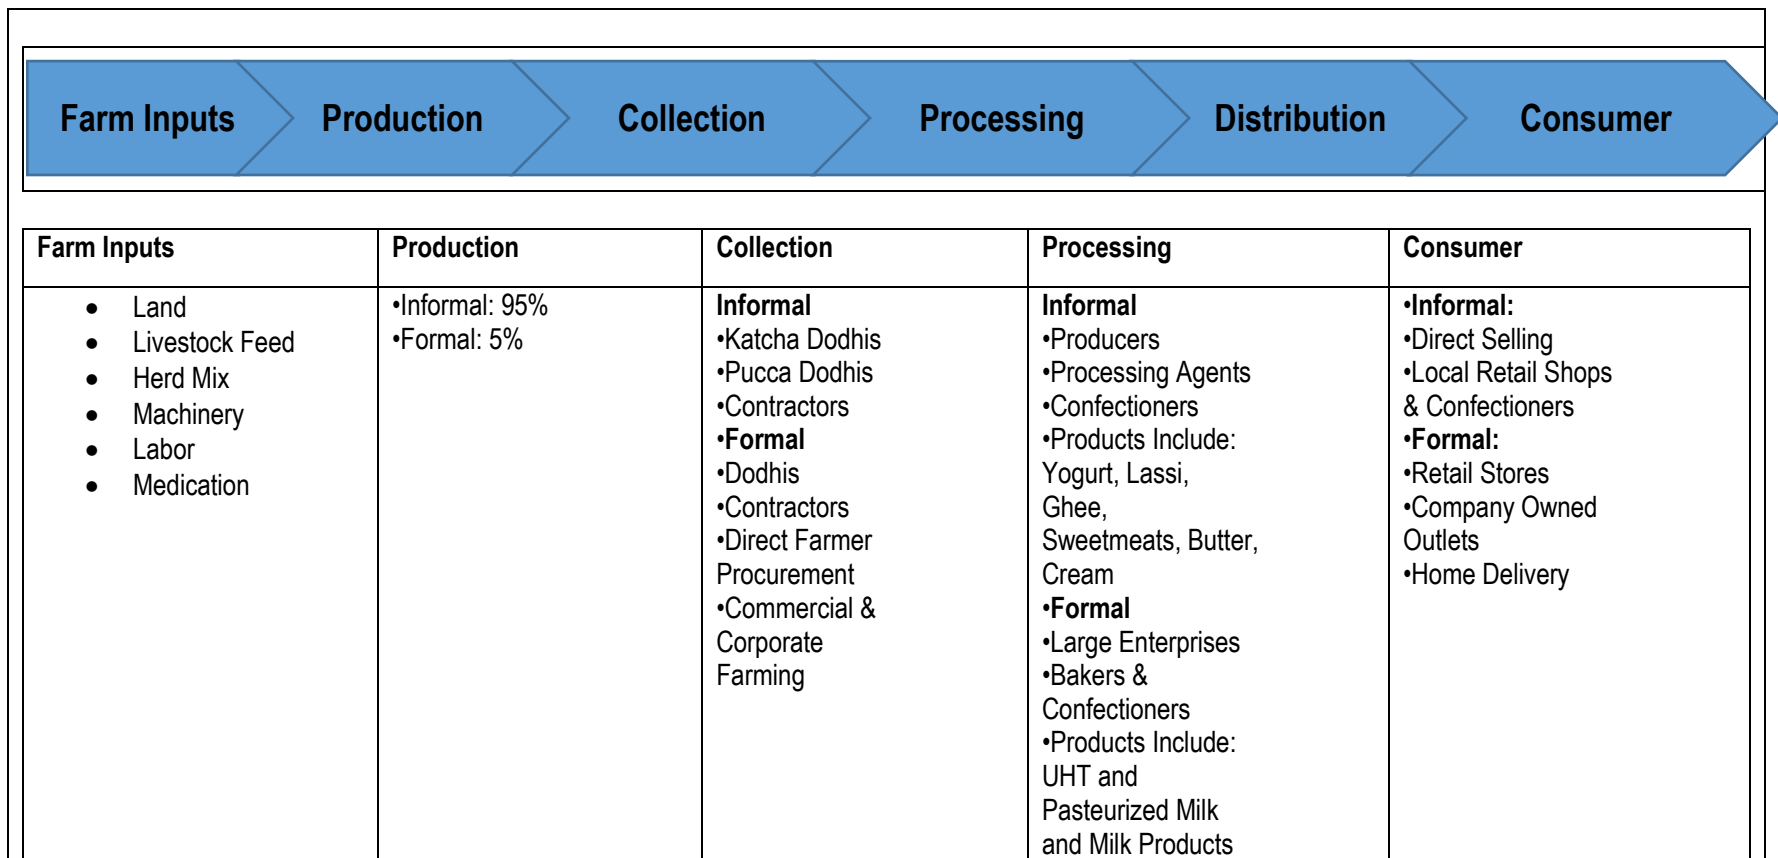 Farm Inputs
Production
Collection
Processing
Distribution
Consumer
Farm Inputs
Production
Collection
Processing
Consumer
• Land
• Livestock Feed
• Herd Mix
• Machinery
• Labor
• Medication
•Informal: 95%
•Formal: 5%
Informal
•Katcha Dodhis
•Pucca Dodhis
•Contractors
•Formal
•Dodhis
•Contractors
•Direct Farmer
Procurement
•Commercial &
Corporate
Farming
Informal
•Producers
•Processing Agents
•Confectioners
•Products Include:
Yogurt, Lassi,
Ghee,
Sweetmeats, Butter,
Cream
•Formal
•Large Enterprises
•Bakers &
Confectioners
•Products Include:
UHT and
Pasteurized Milk
and Milk Products
•Informal:
•Direct Selling
•Local Retail Shops
& Confectioners
•Formal:
•Retail Stores
•Company Owned
Outlets
•Home Delivery